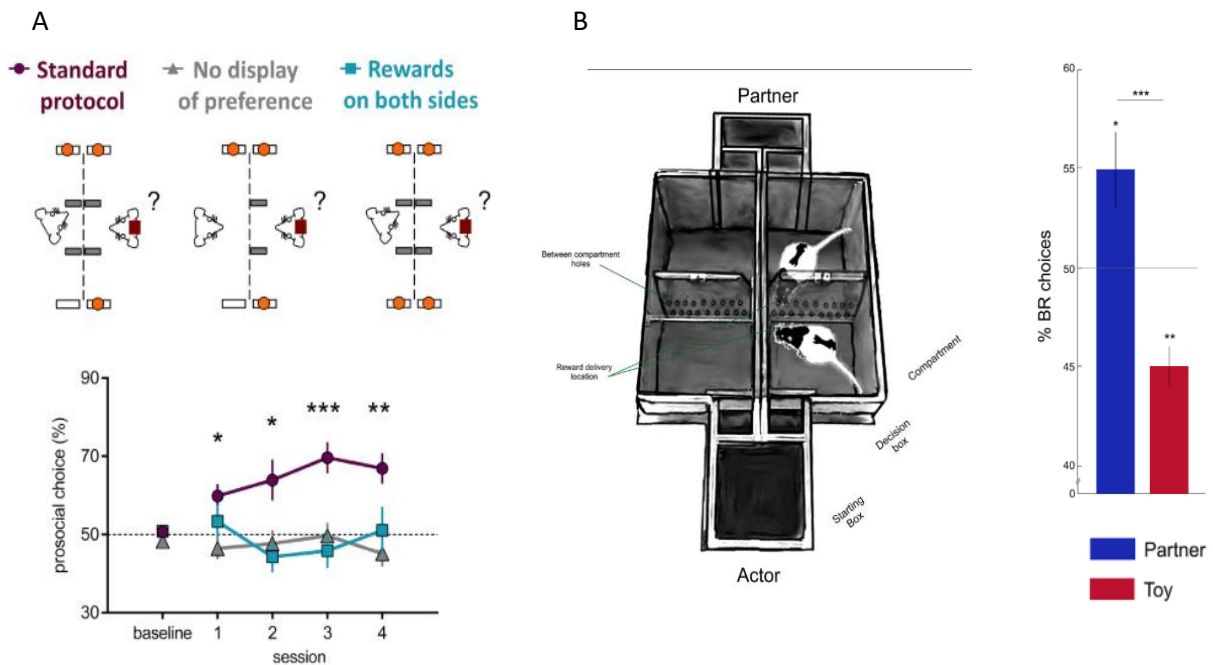 A
Standard protocol
No display of preference
Rewards on both sides
?
?
?
90
70
50
30
prosocial choice (%)
*
*
***
**
baseline
1
2
3
4
session
B
Partner
Between compartment
holes
Reward delivery
location
Compartment
Decision
box
Starting
Box
Actor
60
55
50
45
40
0
% BR choices
***
*
**
Partner
Toy